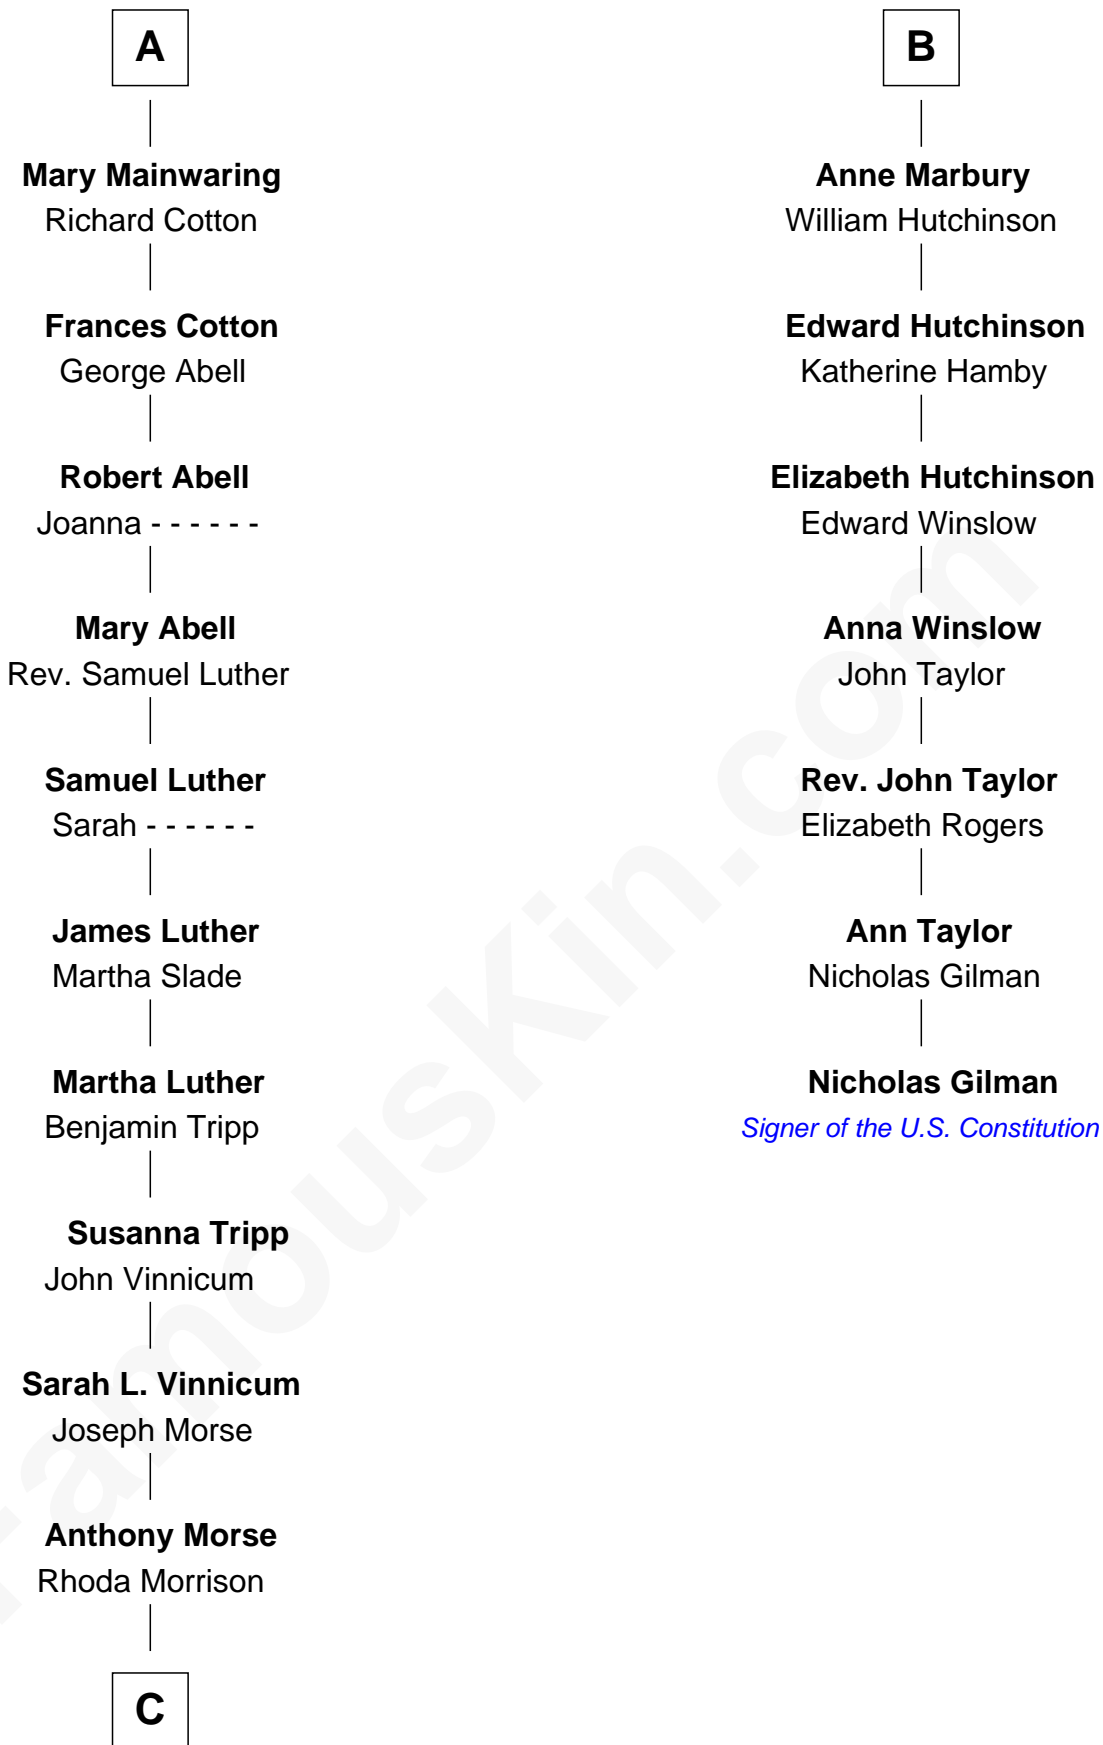 A
Mary Mainwaring
Richard Cotton
Frances Cotton
George Abell
Robert Abell
Joanna - - - - - -
Mary Abell
Rev. Samuel Luther
Samuel Luther
Sarah - - - - - -
James Luther
Martha Slade
Martha Luther
Benjamin Tripp
Susanna Tripp
John Vinnicum
Sarah L. Vinnicum
Joseph Morse
Anthony Morse
Rhoda Morrison
C
B
Anne Marbury
William Hutchinson
Edward Hutchinson
Katherine Hamby
Elizabeth Hutchinson
Edward Winslow
Anna Winslow
John Taylor
Rev. John Taylor
Elizabeth Rogers
Ann Taylor
Nicholas Gilman
Nicholas Gilman
Signer of the U.S. Constitution
FamousKin.com